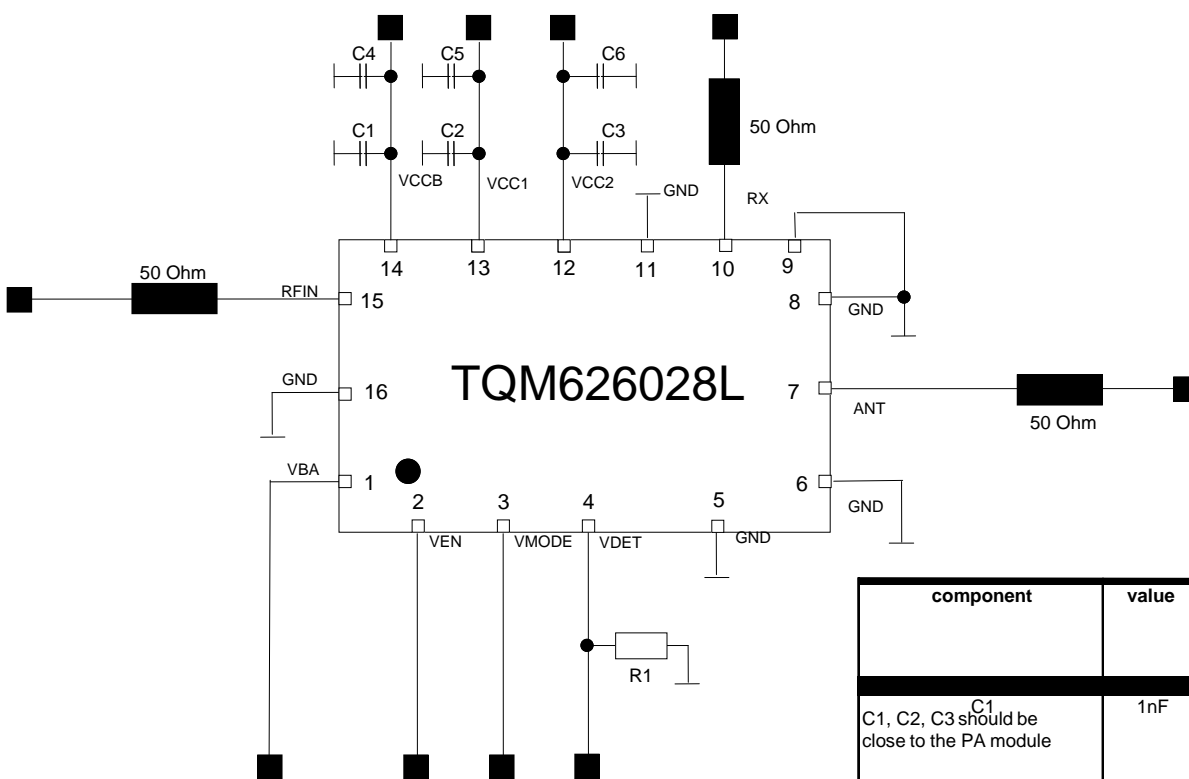 C4
C5
C6
C1
C2
C3
50 Ohm
VCCB
VCC1
VCC2
GND
RX
14
13
12
11
10
9
50 Ohm
RFIN
15
8
GND
TQM626028L
GND
16
7
ANT
50 Ohm
VBA
1
6
GND
2
3
4
5
VEN
VMODE
VDET
GND
R1
component
value
C1
1nF
C1, C2, C3 should be
close to the PA module